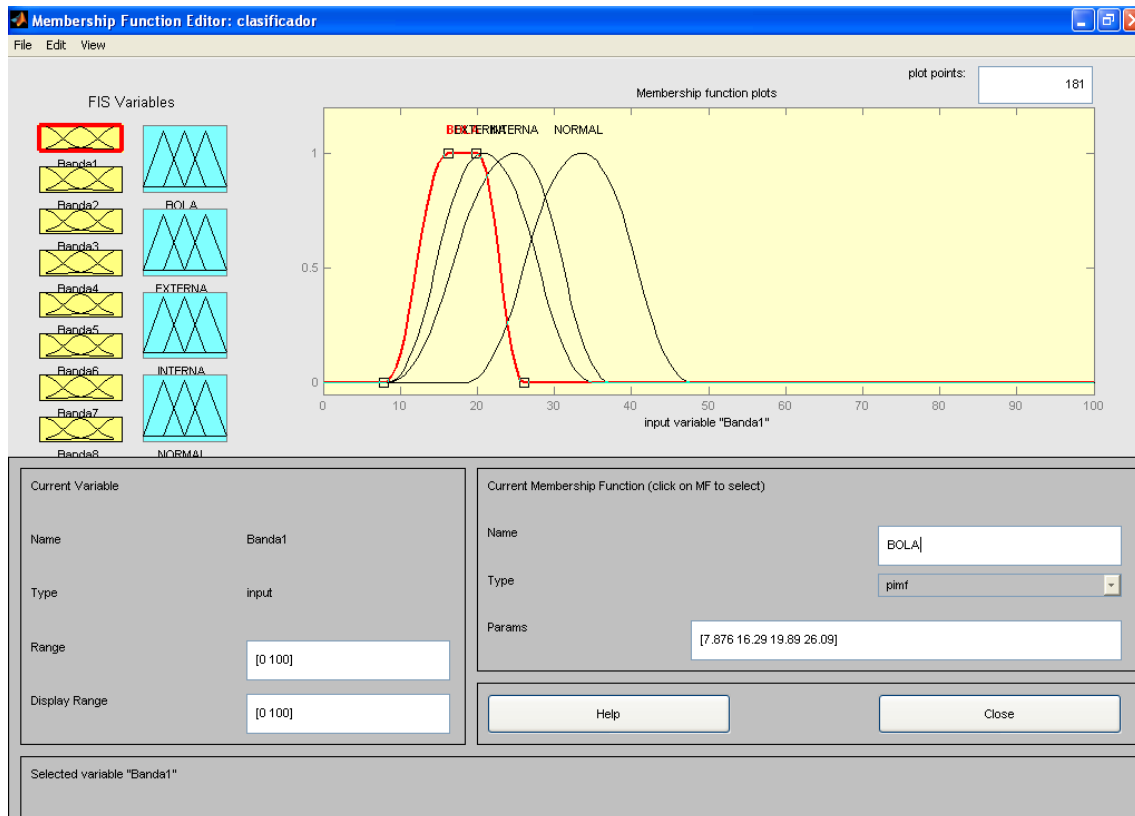 Membership Function Editor: clasificador
File Edit View
FIS Variables
Banda1
Banda2
Banda3
Banda4
Banda5
Banda6
Banda7
Banda8
BOLA
EXTERNA
INTERNA
NORMAL
plot points:
181
Membership function plots
BOLA EXTERNA INTERNA NORMAL
1
0.5
0
0 10 20 30 40 50 60 70 80 90 100
input variable "Banda1"
Current Variable
Name Banda1
Type input
Range [0 100]
Display Range [0 100]
Current Membership Function (click on MF to select)
Name BOLA
Type pimf
Params [7.876 16.29 19.89 26.09]
Help Close
Selected variable "Banda1"